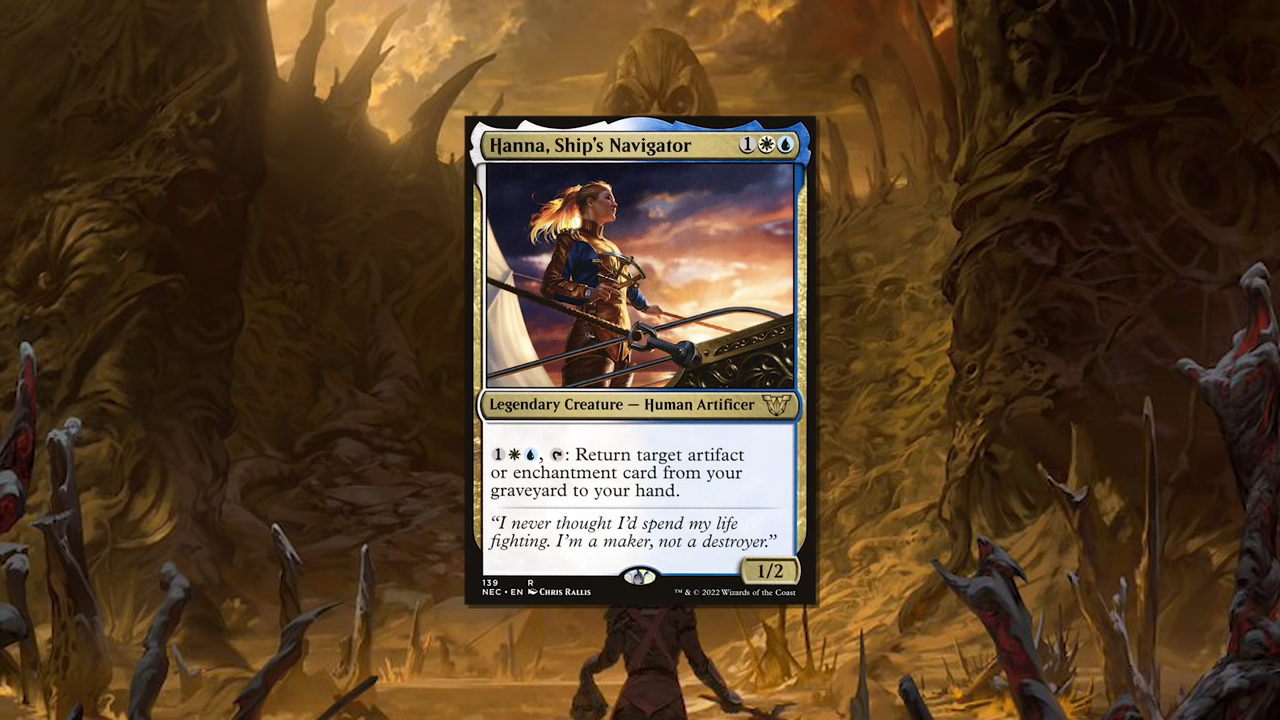 Hanna, Ship's Navigator 1
Legendary Creature — Human Artificer
1 , : Return target artifact
or enchantment card from your
graveyard to your hand.
“I never thought I'd spend my life
fighting. I'm a maker, not a destroyer.”
1/2
139 R
NEC • EN Chris Rallis ™ & © 2022 Wizards of the Coast